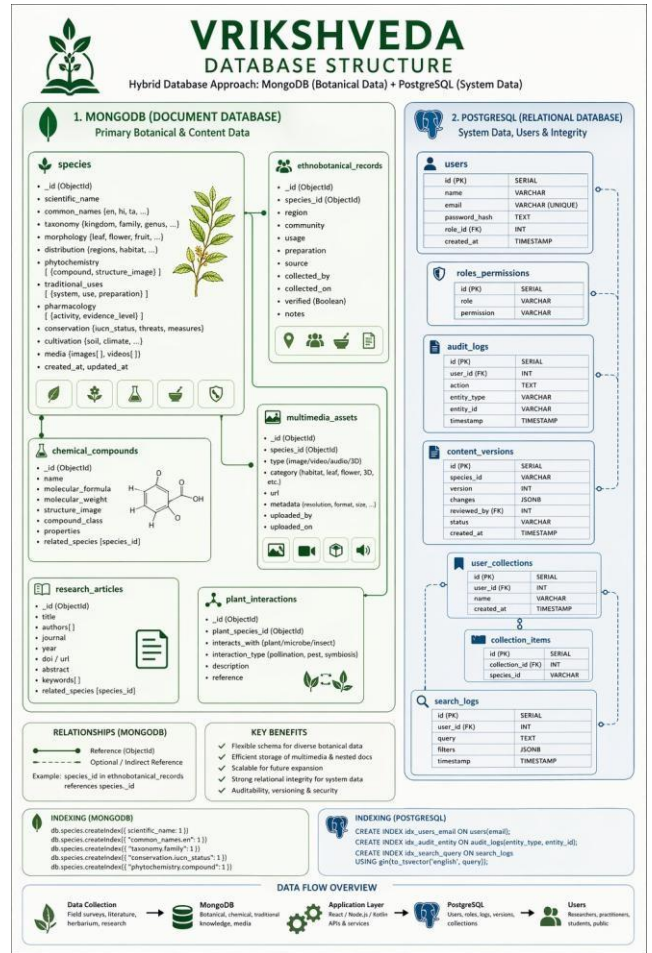 VRIKSHVEDA
DATABASE STRUCTURE
Hybrid Database Approach: MongoDB (Botanical Data) + PostgreSQL (System Data)
1. MONGODB (DOCUMENT DATABASE)
Primary Botanical & Content Data
species
• _id (ObjectId)
• scientific_name
• common_names {en, hi, ta, ...}
• taxonomy {kingdom, family, genus, ...}
• morphology {leaf, flower, fruit, ...}
• distribution {regions, habitat, ...}
• phytochemistry
[ {compound, structure_image} ]
• traditional_uses
[ {system, use, preparation} ]
• pharmacology
[ {activity, evidence_level} ]
• conservation {iucn_status, threats, measures}
• cultivation {soil, climate, ...}
• media {images[ ], videos[ ]}
• created_at, updated_at
ethnobotanical_records
• _id (ObjectId)
• species_id (ObjectId)
• region
• community
• usage
• preparation
• source
• collected_by
• collected_on
• verified (Boolean)
• notes
chemical_compounds
• _id (ObjectId)
• name
• molecular_formula
• molecular_weight
• structure_image
• compound_class
• properties
• related_species [species_id]
O
H
OH
H
H
O
multimedia_assets
• _id (ObjectId)
• species_id (ObjectId)
• type (image/video/audio/3D)
• category (habitat, leaf, flower, 3D,
etc.)
• url
• metadata {resolution, format, size, ...}
• uploaded_by
• uploaded_on
research_articles
• _id (ObjectId)
• title
• authors[ ]
• journal
• year
• doi / url
• abstract
• keywords[ ]
• related_species [species_id]
plant_interactions
• _id (ObjectId)
• plant_species_id (ObjectId)
• interacts_with (plant/microbe/insect)
• interaction_type (pollination, pest, symbiosis)
• description
• reference
RELATIONSHIPS (MONGODB)
Reference (ObjectId)
Optional / Indirect Reference
Example: species_id in ethnobotanical_records
references species._id
KEY BENEFITS
✓ Flexible schema for diverse botanical data
✓ Efficient storage of multimedia & nested docs
✓ Scalable for future expansion
✓ Strong relational integrity for system data
✓ Auditability, versioning & security
2. POSTGRESQL (RELATIONAL DATABASE)
System Data, Users & Integrity
users
id (PK) SERIAL
name VARCHAR
email VARCHAR (UNIQUE)
password_hash TEXT
role_id (FK) INT
created_at TIMESTAMP
roles_permissions
id (PK) SERIAL
role VARCHAR
permission VARCHAR
audit_logs
id (PK) SERIAL
user_id (FK) INT
action TEXT
entity_type VARCHAR
entity_id VARCHAR
timestamp TIMESTAMP
content_versions
id (PK) SERIAL
species_id VARCHAR
version INT
changes JSONB
reviewed_by (FK) INT
status VARCHAR
created_at TIMESTAMP
user_collections
id (PK) SERIAL
user_id (FK) INT
name VARCHAR
created_at TIMESTAMP
collection_items
id (PK) SERIAL
collection_id (FK) INT
species_id VARCHAR
search_logs
id (PK) SERIAL
user_id (FK) INT
query TEXT
filters JSONB
timestamp TIMESTAMP
INDEXING (MONGODB)
db.species.createIndex({ scientific_name: 1 })
db.species.createIndex({ "common_names.en": 1 })
db.species.createIndex({ "taxonomy.family": 1 })
db.species.createIndex({ "conservation.iucn_status": 1 })
db.species.createIndex({ "phytochemistry.compound": 1 })
INDEXING (POSTGRESQL)
CREATE INDEX idx_users_email ON users(email);
CREATE INDEX idx_audit_entity ON audit_logs(entity_type, entity_id);
CREATE INDEX idx_search_query ON search_logs
USING gin(to_tsvector('english', query));
DATA FLOW OVERVIEW
Data Collection
Field surveys, literature,
herbarium, research
MongoDB
Botanical, chemical, traditional
knowledge, media
Application Layer
React / Node.js / Kotlin
APIs & services
PostgreSQL
Users, roles, logs, versions,
collections
Users
Researchers, practitioners,
students, public